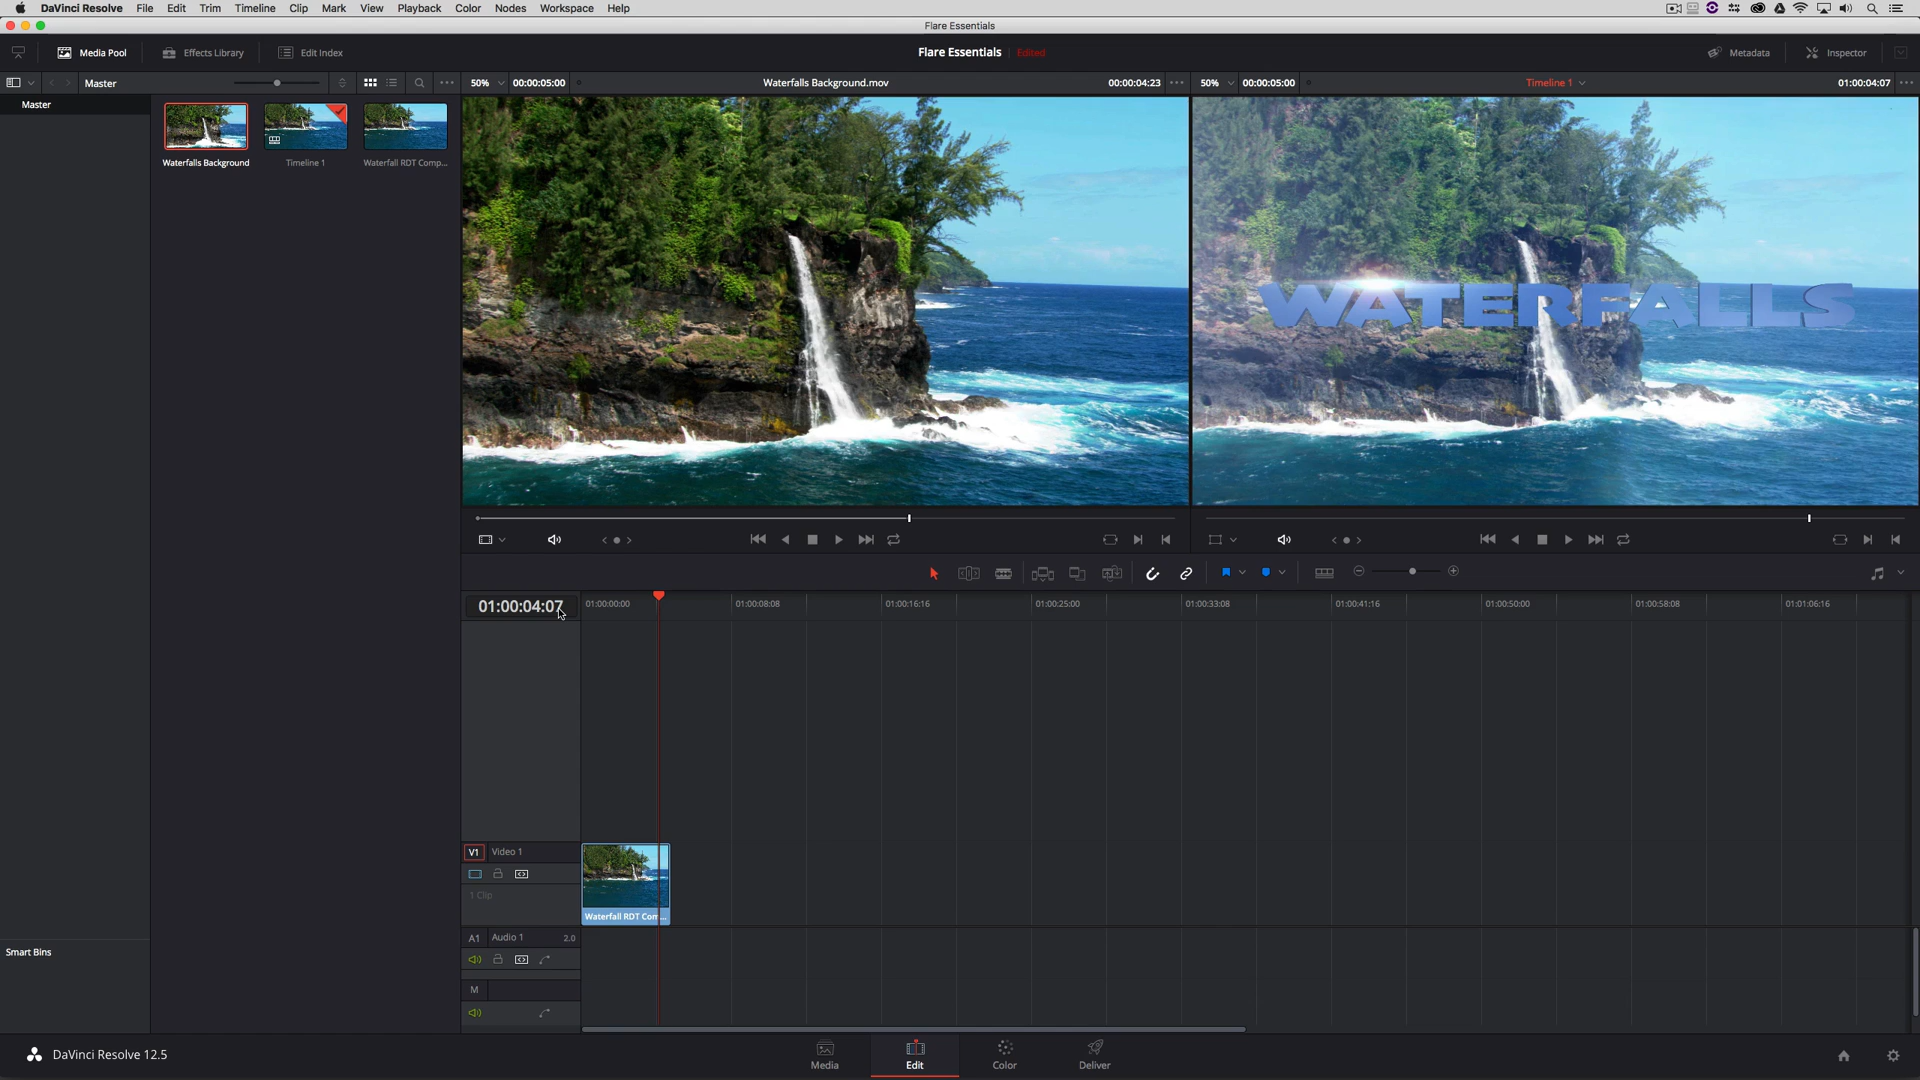 DaVinci Resolve File Edit Trim Timeline Clip Mark View Playback Color Nodes Workspace Help
Flare Essentials
Media Pool Effects Library Edit Index Flare Essentials Edited Metadata Inspector
Master 50% 00:00:05:00 Waterfalls Background.mov 00:00:04:23 50% 00:00:05:00 Timeline 1 01:00:04:07
Master
Waterfalls Background Timeline 1 Waterfall RDT Comp...
WATERFALLS
01:00:04:07 01:00:00:00 01:00:08:08 01:00:16:16 01:00:25:00 01:00:33:08 01:00:41:16 01:00:50:00 01:00:58:08 01:01:06:16
V1 Video 1
1 Clip
Waterfall RDT Com...
A1 Audio 1 2.0
Smart Bins
M
DaVinci Resolve 12.5
Media Edit Color Deliver